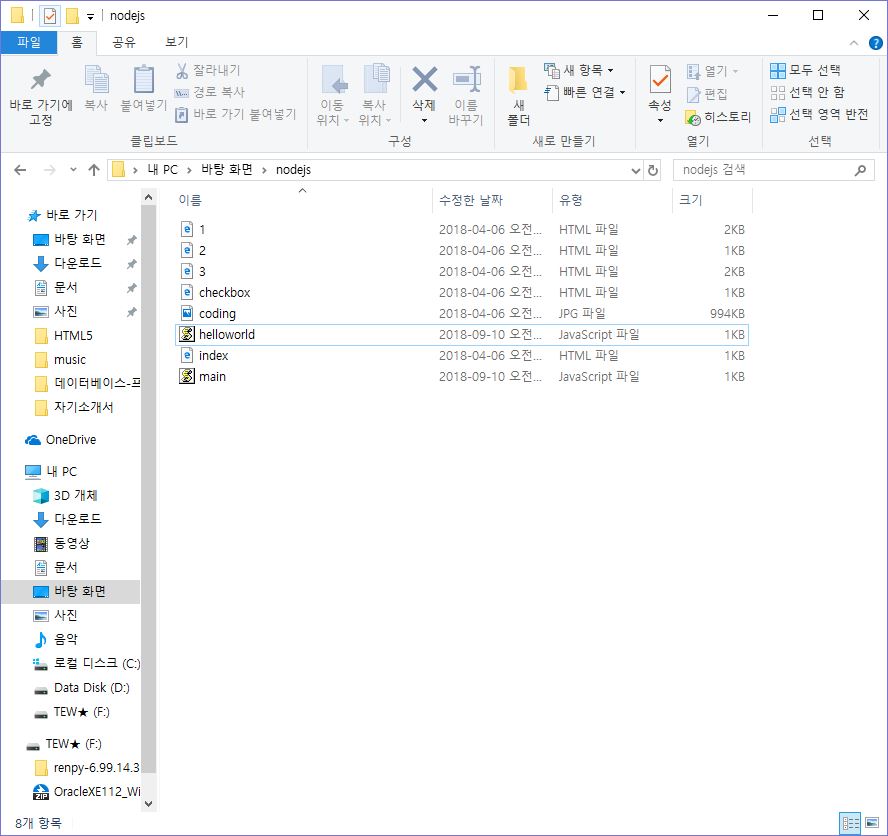 nodejs
파일 홈 공유 보기
바로 가기에 고정
복사
붙여넣기
잘라내기
경로 복사
바로 가기 붙여넣기
클립보드
이동 위치
복사 위치
삭제
이름 바꾸기
구성
새 폴더
새 항목
빠른 연결
새로 만들기
속성
열기
편집
히스토리
열기
모두 선택
선택 안 함
선택 영역 반전
선택
내 PC > 바탕 화면 > nodejs
nodejs 검색
이름 수정한 날짜 유형 크기
1 2018-04-06 오전... HTML 파일 2KB
2 2018-04-06 오전... HTML 파일 1KB
3 2018-04-06 오전... HTML 파일 2KB
checkbox 2018-04-06 오전... HTML 파일 1KB
coding 2018-04-06 오전... JPG 파일 994KB
helloworld 2018-09-10 오전... JavaScript 파일 1KB
index 2018-04-06 오전... HTML 파일 1KB
main 2018-09-10 오전... JavaScript 파일 1KB
바로 가기
바탕 화면
다운로드
문서
사진
HTML5
music
데이터베이스-프
자기소개서
OneDrive
내 PC
3D 개체
다운로드
동영상
문서
바탕 화면
사진
음악
로컬 디스크 (C:)
Data Disk (D:)
TEW★ (F:)
TEW★ (F:)
renpy-6.99.14.3
OracleXE112_Wi
8개 항목